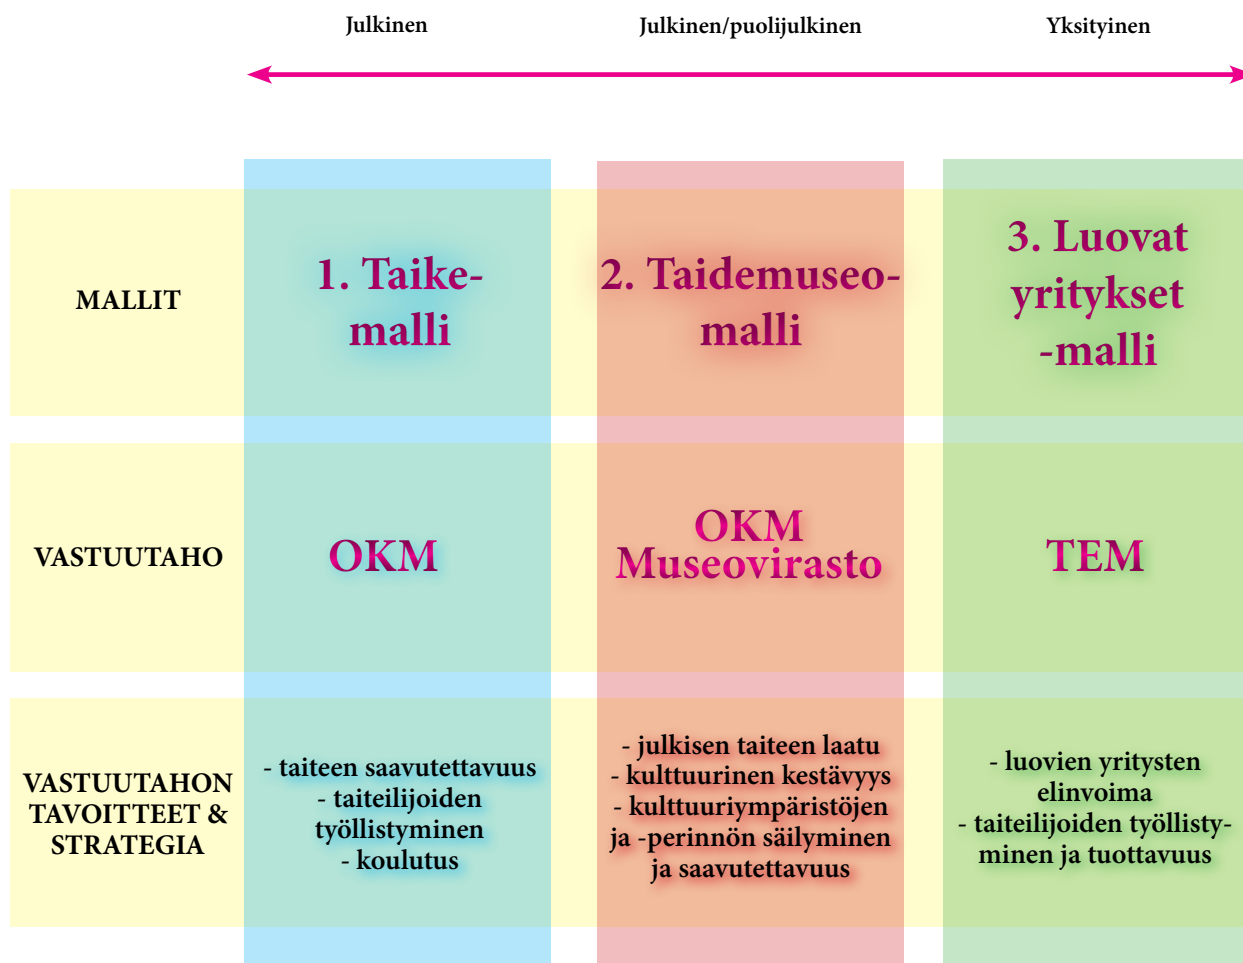 Julkinen
Julkinen/puolijulkinen
Yksityinen
MALLIT
1. Taike-
malli
2. Taidemuseo-
malli
3. Luovat
yritykset
-malli
VASTUUTAHO
OKM
OKM
Museovirasto
TEM
VASTUUTAHON
TAVOITTEET &
STRATEGIA
- taiteen saavutettavuus
- taiteilijoiden
työllistyminen
- koulutus
- julkisen taiteen laatu
- kulttuurinen kestävyys
- kulttuuriympäristöjen
ja -perinnön säilyminen
ja saavutettavuus
- luovien yritysten
elinvoima
- taiteilijoiden työllisty-
minen ja tuottavuus